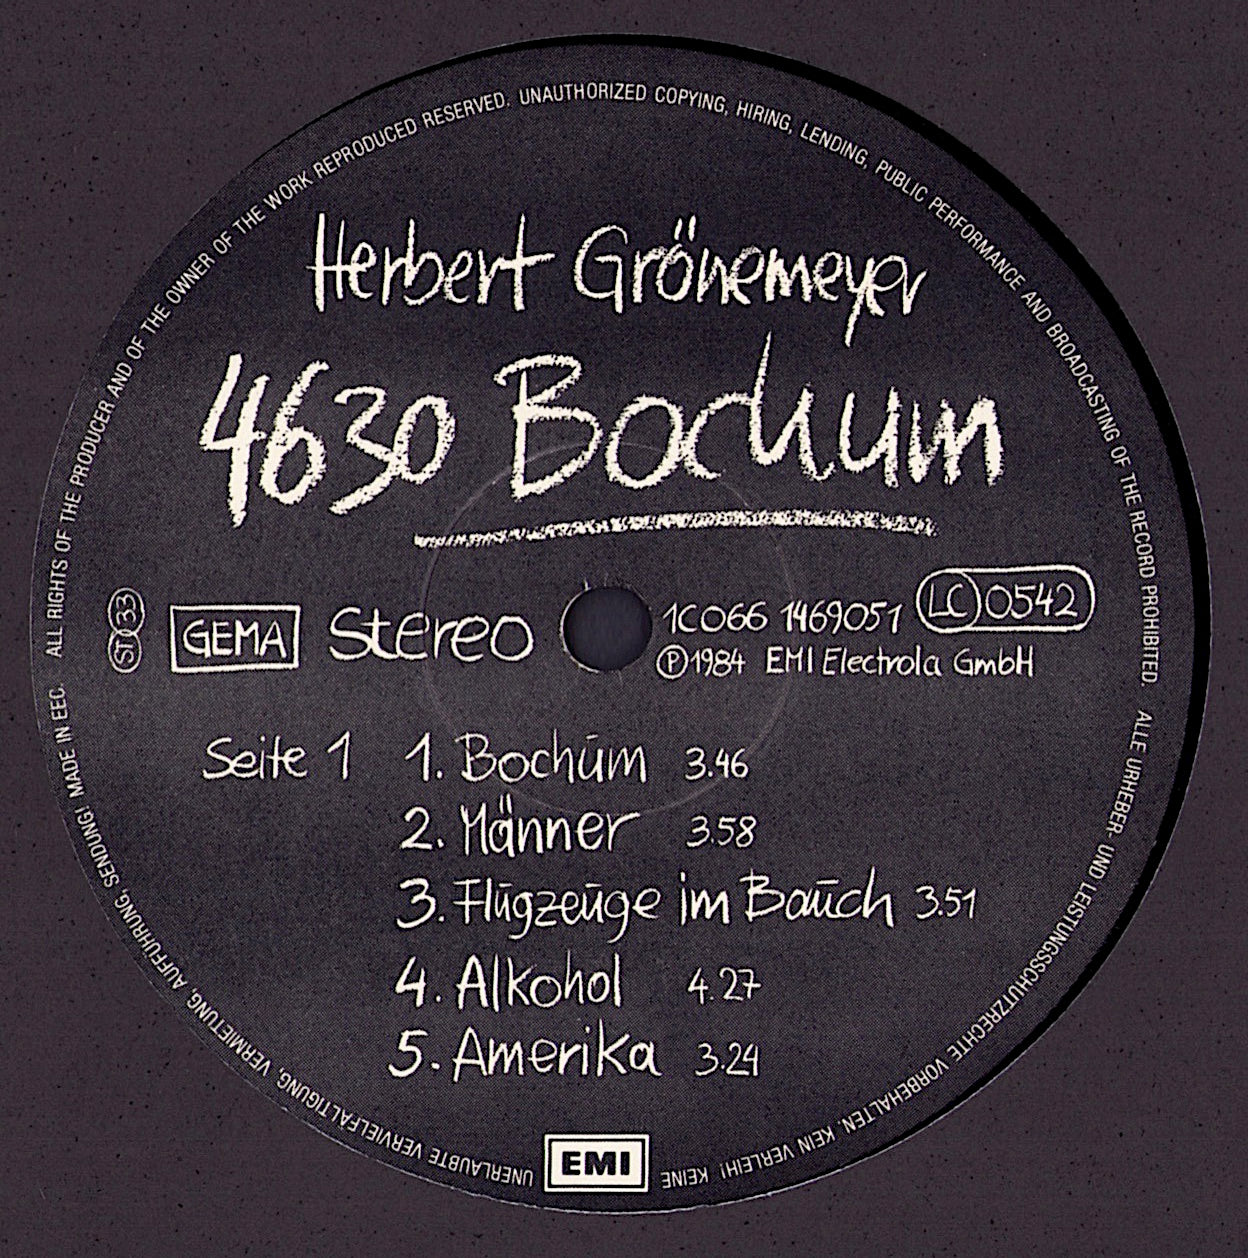 ALL RIGHTS OF THE PRODUCER AND OF THE OWNER OF THE WORK REPRODUCED RESERVED. UNAUTHORIZED COPYING, HIRING, LENDING, PUBLIC PERFORMANCE AND BROADCASTING OF THE RECORD PROHIBITED.
Herbert Grönemeyer
4630 Bochum
ST 33
GEMA
Stereo
1C066 1469051 LC 0542
Ⓟ1984 EMI Electrola GmbH
Seite 1 1. Bochum 3.46
2. Männer 3.58
3. Flugzeuge im Bauch 3.51
4. Alkohol 4.27
5. Amerika 3.24
EMI
ALLE URHEBER- UND LEISTUNGSSCHUTZRECHTE VORBEHALTEN. KEIN VERLEIH! KEINE UNERLAUBTE VERVIELFÄLTIGUNG, VERMIETUNG, AUFFÜHRUNG, SENDUNG! MADE IN EEC.